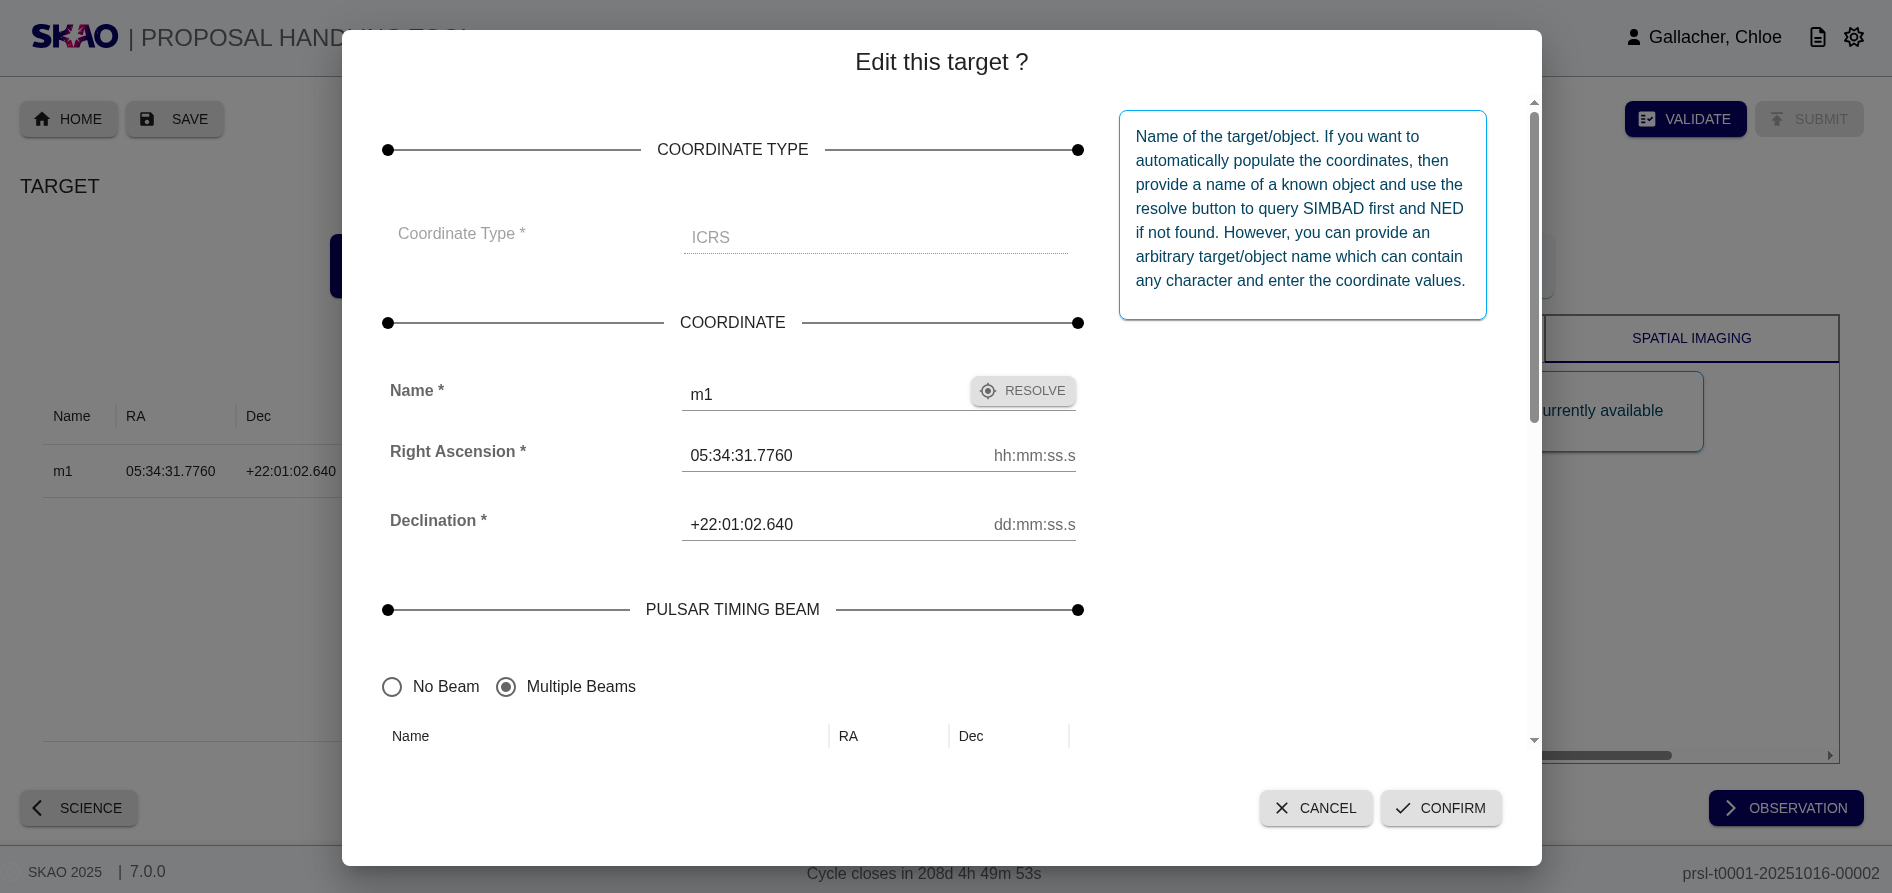 SKAO | PROPOSAL HANDLING TOOL
Gallacher, Chloe
Edit this target ?
HOME
SAVE
VALIDATE
SUBMIT
TARGET
COORDINATE TYPE
Coordinate Type *
ICRS
Name of the target/object. If you want to
automatically populate the coordinates, then
provide a name of a known object and use the
resolve button to query SIMBAD first and NED
if not found. However, you can provide an
arbitrary target/object name which can contain
any character and enter the coordinate values.
COORDINATE
SPATIAL IMAGING
Name *
m1
RESOLVE
Name RA Dec
urrently available
Right Ascension *
05:34:31.7760
hh:mm:ss.s
m1 05:34:31.7760 +22:01:02.640
Declination *
+22:01:02.640
dd:mm:ss.s
PULSAR TIMING BEAM
No Beam
Multiple Beams
Name RA Dec
SCIENCE
CANCEL
CONFIRM
OBSERVATION
SKAO 2025 | 7.0.0
Cycle closes in 208d 4h 49m 53s
prsl-t0001-20251016-00002